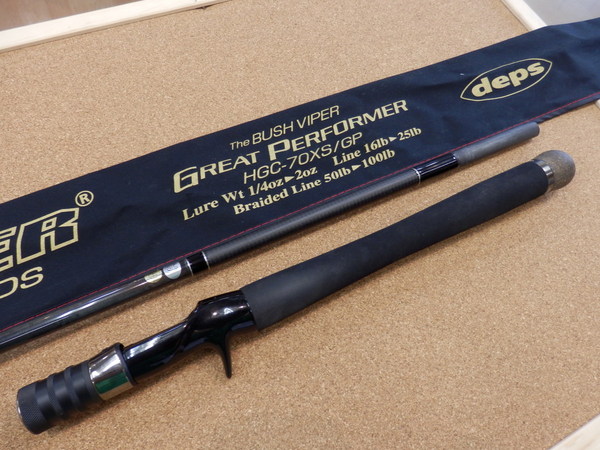 deps
The BUSH VIPER
GREAT PERFORMER
HGC-70XS/GP
Lure Wt 1/4oz►2oz Line 16lb►25lb
Braided Line 50lb►100lb
ER®
DS